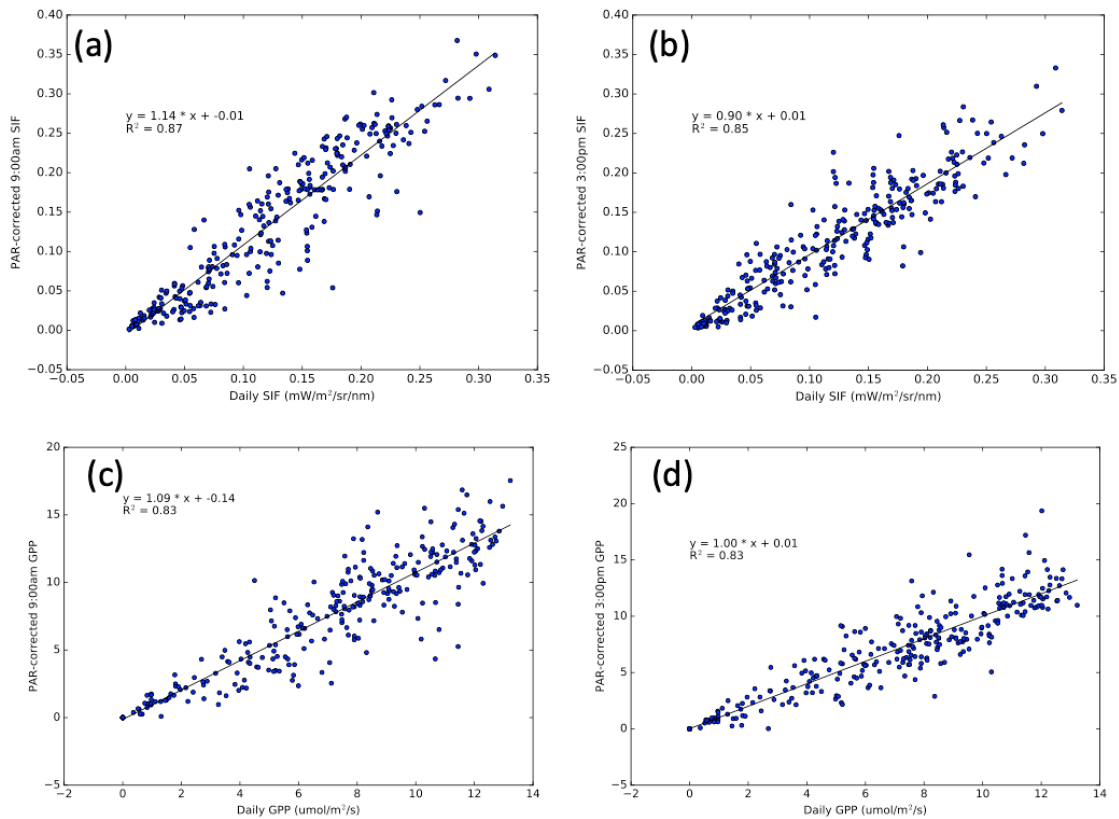 (a)
y = 1.14 * x + -0.01
R² = 0.87
PAR-corrected 9:00am SIF
0.40
0.35
0.30
0.25
0.20
0.15
0.10
0.05
0.00
−0.05
−0.05 0.00 0.05 0.10 0.15 0.20 0.25 0.30 0.35
Daily SIF (mW/m²/sr/nm)
(b)
y = 0.90 * x + 0.01
R² = 0.85
PAR-corrected 3:00pm SIF
0.40
0.35
0.30
0.25
0.20
0.15
0.10
0.05
0.00
−0.05
−0.05 0.00 0.05 0.10 0.15 0.20 0.25 0.30 0.35
Daily SIF (mW/m²/sr/nm)
(c)
y = 1.09 * x + -0.14
R² = 0.83
PAR-corrected 9:00am GPP
20
15
10
5
0
−5
−2 0 2 4 6 8 10 12 14
Daily GPP (umol/m²/s)
(d)
y = 1.00 * x + 0.01
R² = 0.83
PAR-corrected 3:00pm GPP
25
20
15
10
5
0
−5
−2 0 2 4 6 8 10 12 14
Daily GPP (umol/m²/s)